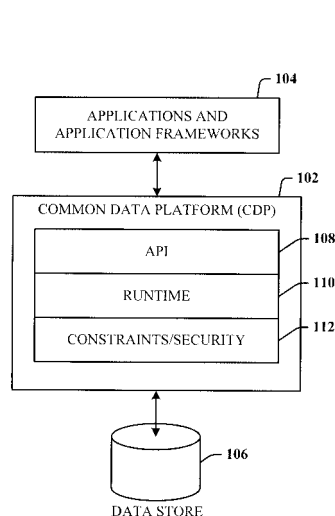 104
APPLICATIONS AND
APPLICATION FRAMEWORKS
102
COMMON DATA PLATFORM (CDP)
API
108
RUNTIME
110
CONSTRAINTS/SECURITY
112
106
DATA STORE